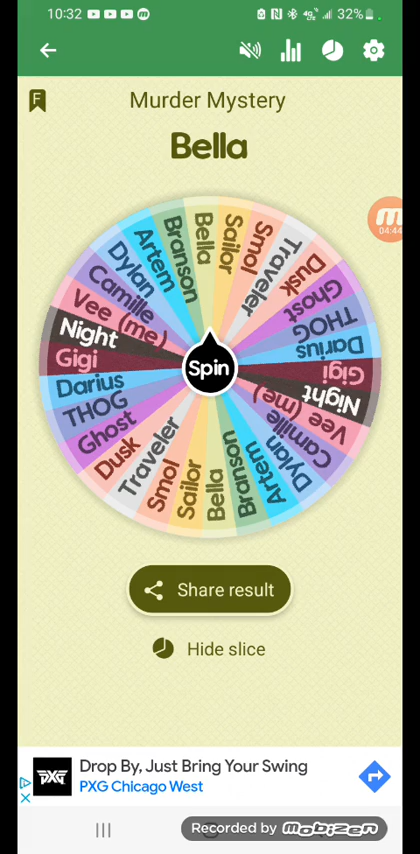 10:32
4G
32%
F
Murder Mystery
Bella
04:44
Bella
Sailor
Smol
Traveler
Dusk
Ghost
THOG
Darius
Gigi
Night
Vee (me)
Camille
Dylan
Artem
Branson
Bella
Sailor
Smol
Traveler
Dusk
Ghost
THOG
Darius
Gigi
Night
Vee (me)
Camille
Dylan
Artem
Branson
Spin
Share result
Hide slice
PXG
Drop By, Just Bring Your Swing
PXG Chicago West
Recorded by mobizen